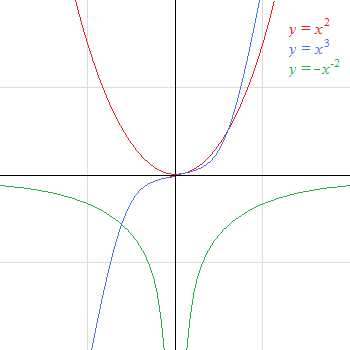 y = x²
y = x³
y = -x⁻²